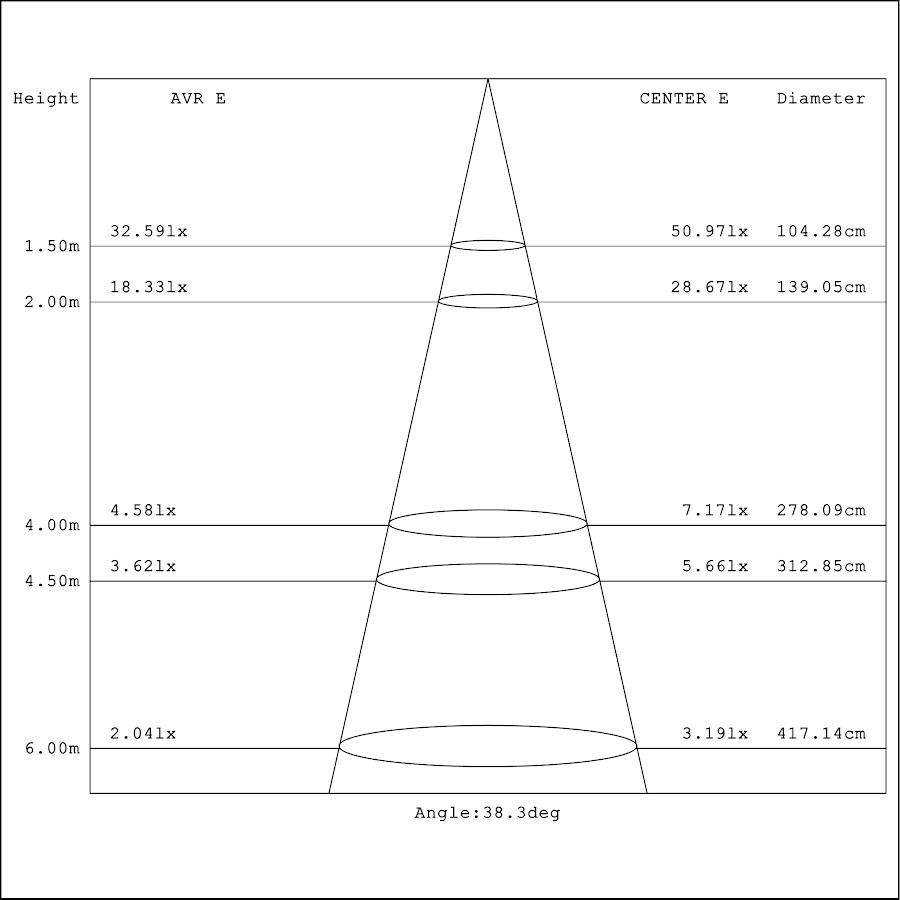 Height AVR E CENTER E Diameter
32.59lx 50.97lx 104.28cm
1.50m
18.33lx 28.67lx 139.05cm
2.00m
4.58lx 7.17lx 278.09cm
4.00m
3.62lx 5.66lx 312.85cm
4.50m
2.04lx 3.19lx 417.14cm
6.00m
Angle:38.3deg